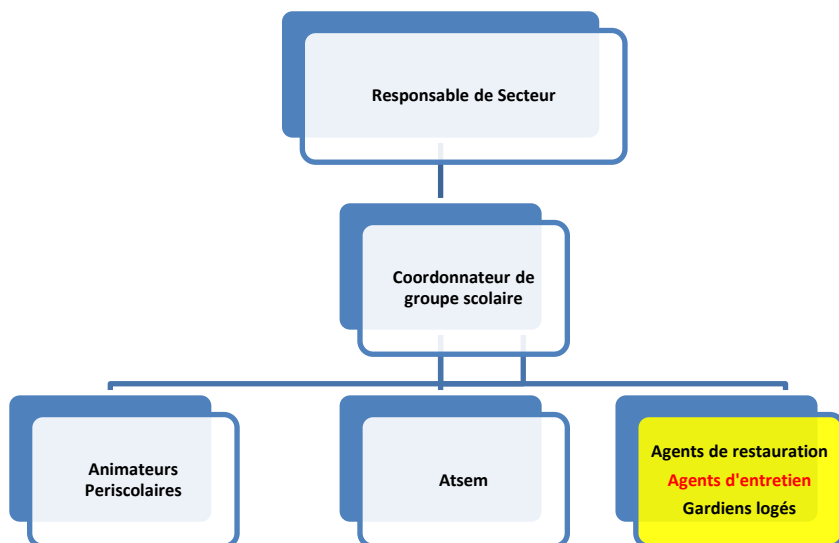 Responsable de Secteur
Coordonnateur de
groupe scolaire
Animateurs
Periscolaires
Atsem
Agents de restauration
Agents d'entretien
Gardiens logés